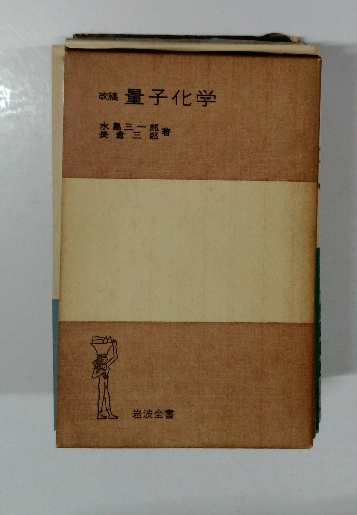 改稿 量子化学
水島三一郎
長倉三郎 著
岩波全書